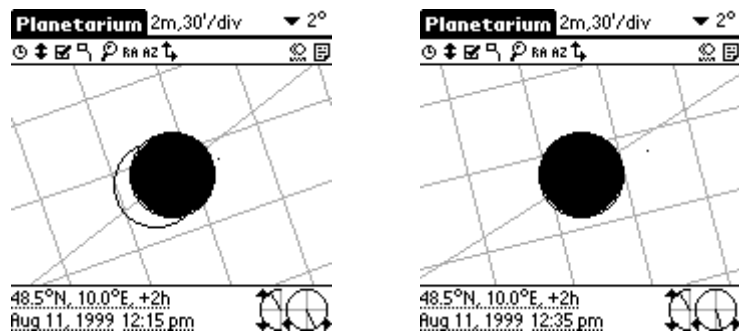 Planetarium 2m,30'/div 2°
RA AZ
48.5°N, 10.0°E, +2h
Aug 11, 1999 12:15 pm
Planetarium 2m,30'/div 2°
RA AZ
48.5°N, 10.0°E, +2h
Aug 11, 1999 12:35 pm